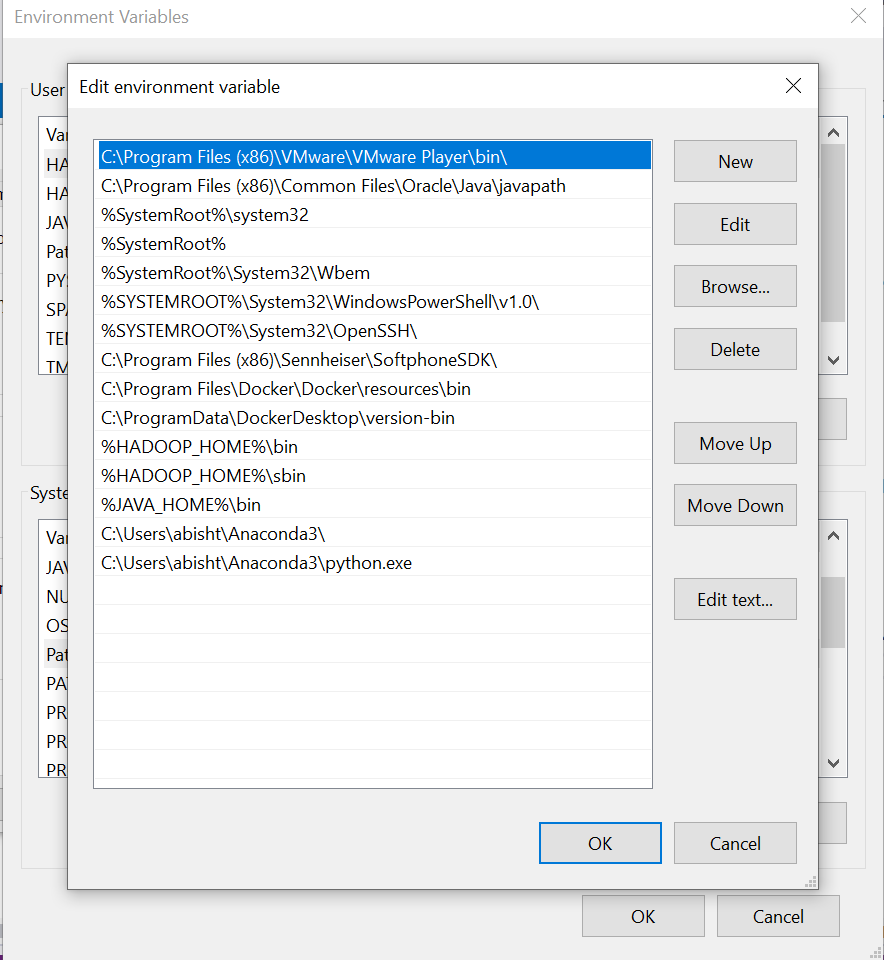 Environment Variables
User
Edit environment variable
Var
HA
HA
JAV
Pat
PYS
SPA
TEM
TM
C:\Program Files (x86)\VMware\VMware Player\bin\
C:\Program Files (x86)\Common Files\Oracle\Java\javapath
%SystemRoot%\system32
%SystemRoot%
%SystemRoot%\System32\Wbem
%SYSTEMROOT%\System32\WindowsPowerShell\v1.0\
%SYSTEMROOT%\System32\OpenSSH\
C:\Program Files (x86)\Sennheiser\SoftphoneSDK\
C:\Program Files\Docker\Docker\resources\bin
C:\ProgramData\DockerDesktop\version-bin
%HADOOP_HOME%\bin
%HADOOP_HOME%\sbin
%JAVA_HOME%\bin
C:\Users\abisht\Anaconda3\
C:\Users\abisht\Anaconda3\python.exe
New
Edit
Browse...
Delete
Move Up
Move Down
Edit text...
Syste
Var
JAV
NU
OS
Pat
PA
PR
PR
PR
OK
Cancel
OK
Cancel